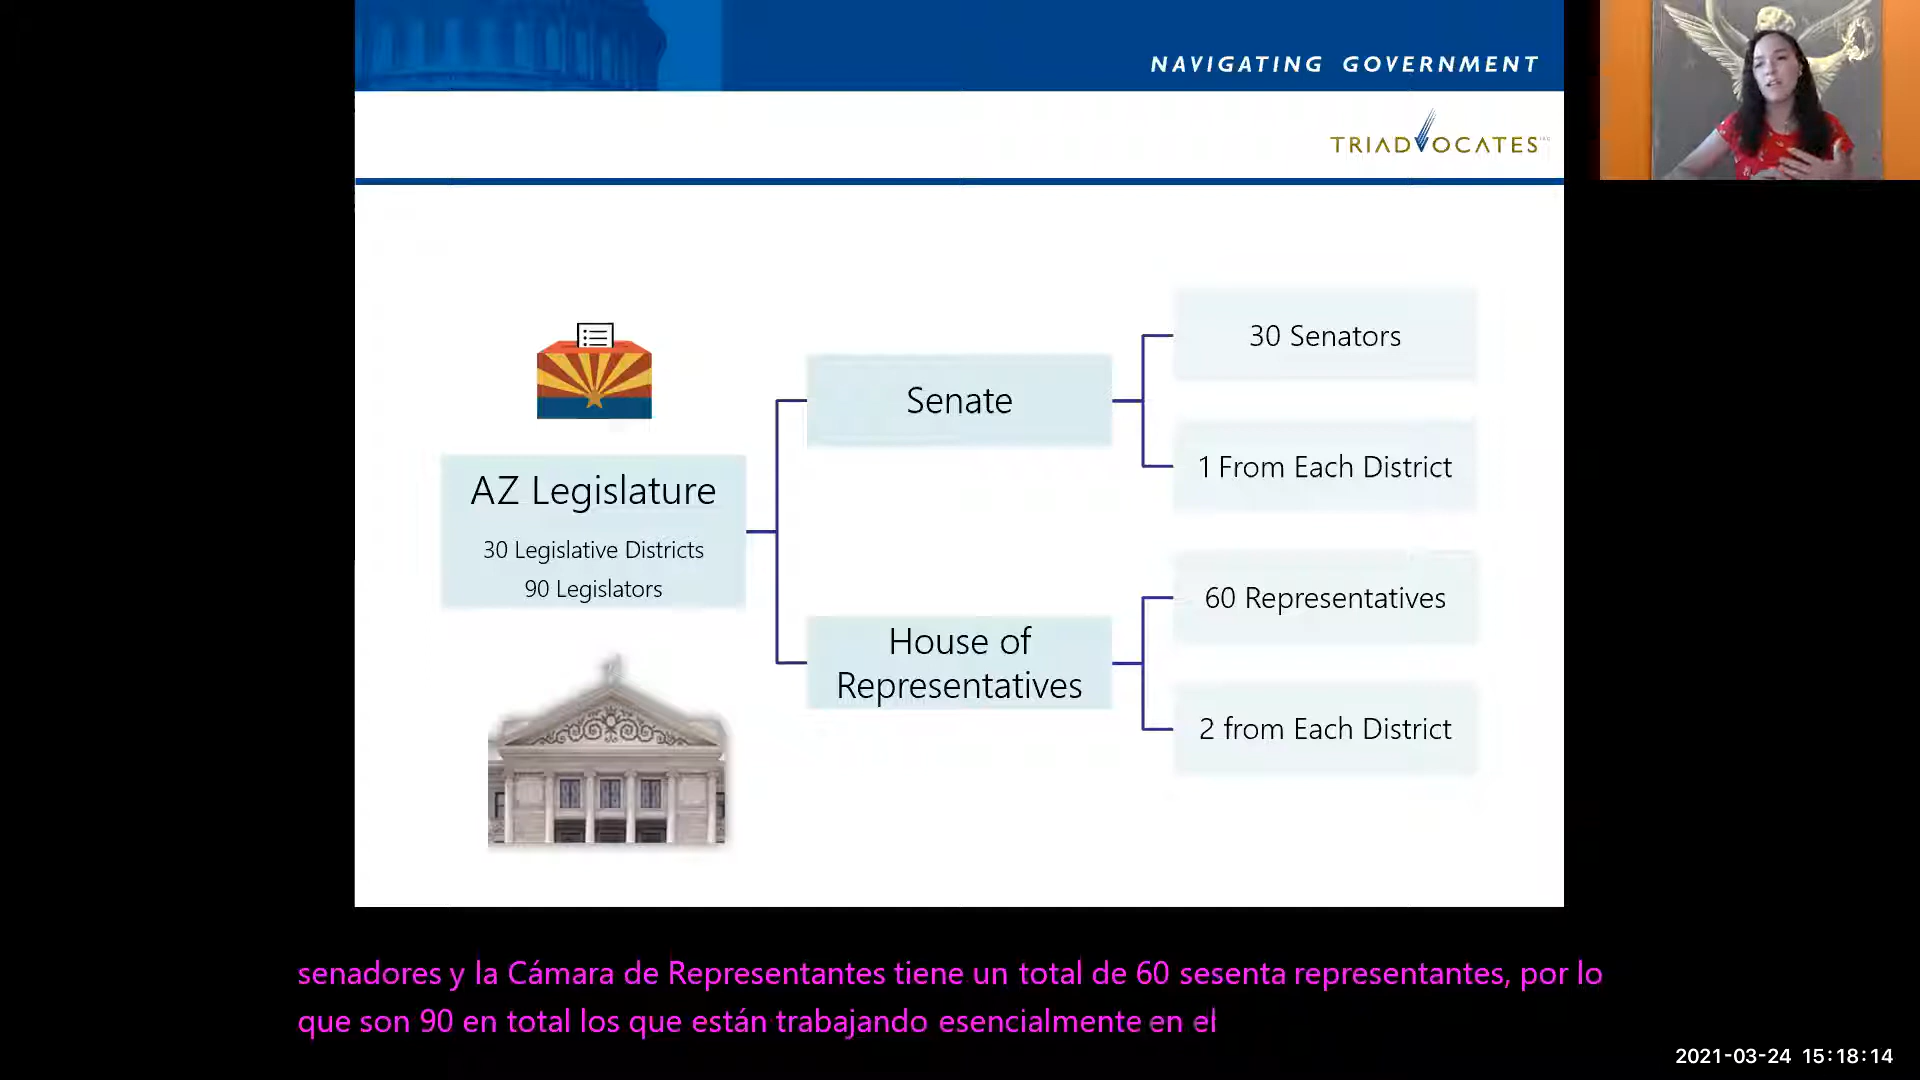 NAVIGATING GOVERNMENT
TRIADVOCATES
30 Senators
Senate
1 From Each District
AZ Legislature
30 Legislative Districts
90 Legislators
60 Representatives
House of
Representatives
2 from Each District
senadores y la Cámara de Representantes tiene un total de 60 sesenta representantes, por lo
que son 90 en total los que están trabajando esencialmente en el
2021-03-24 15:18:14